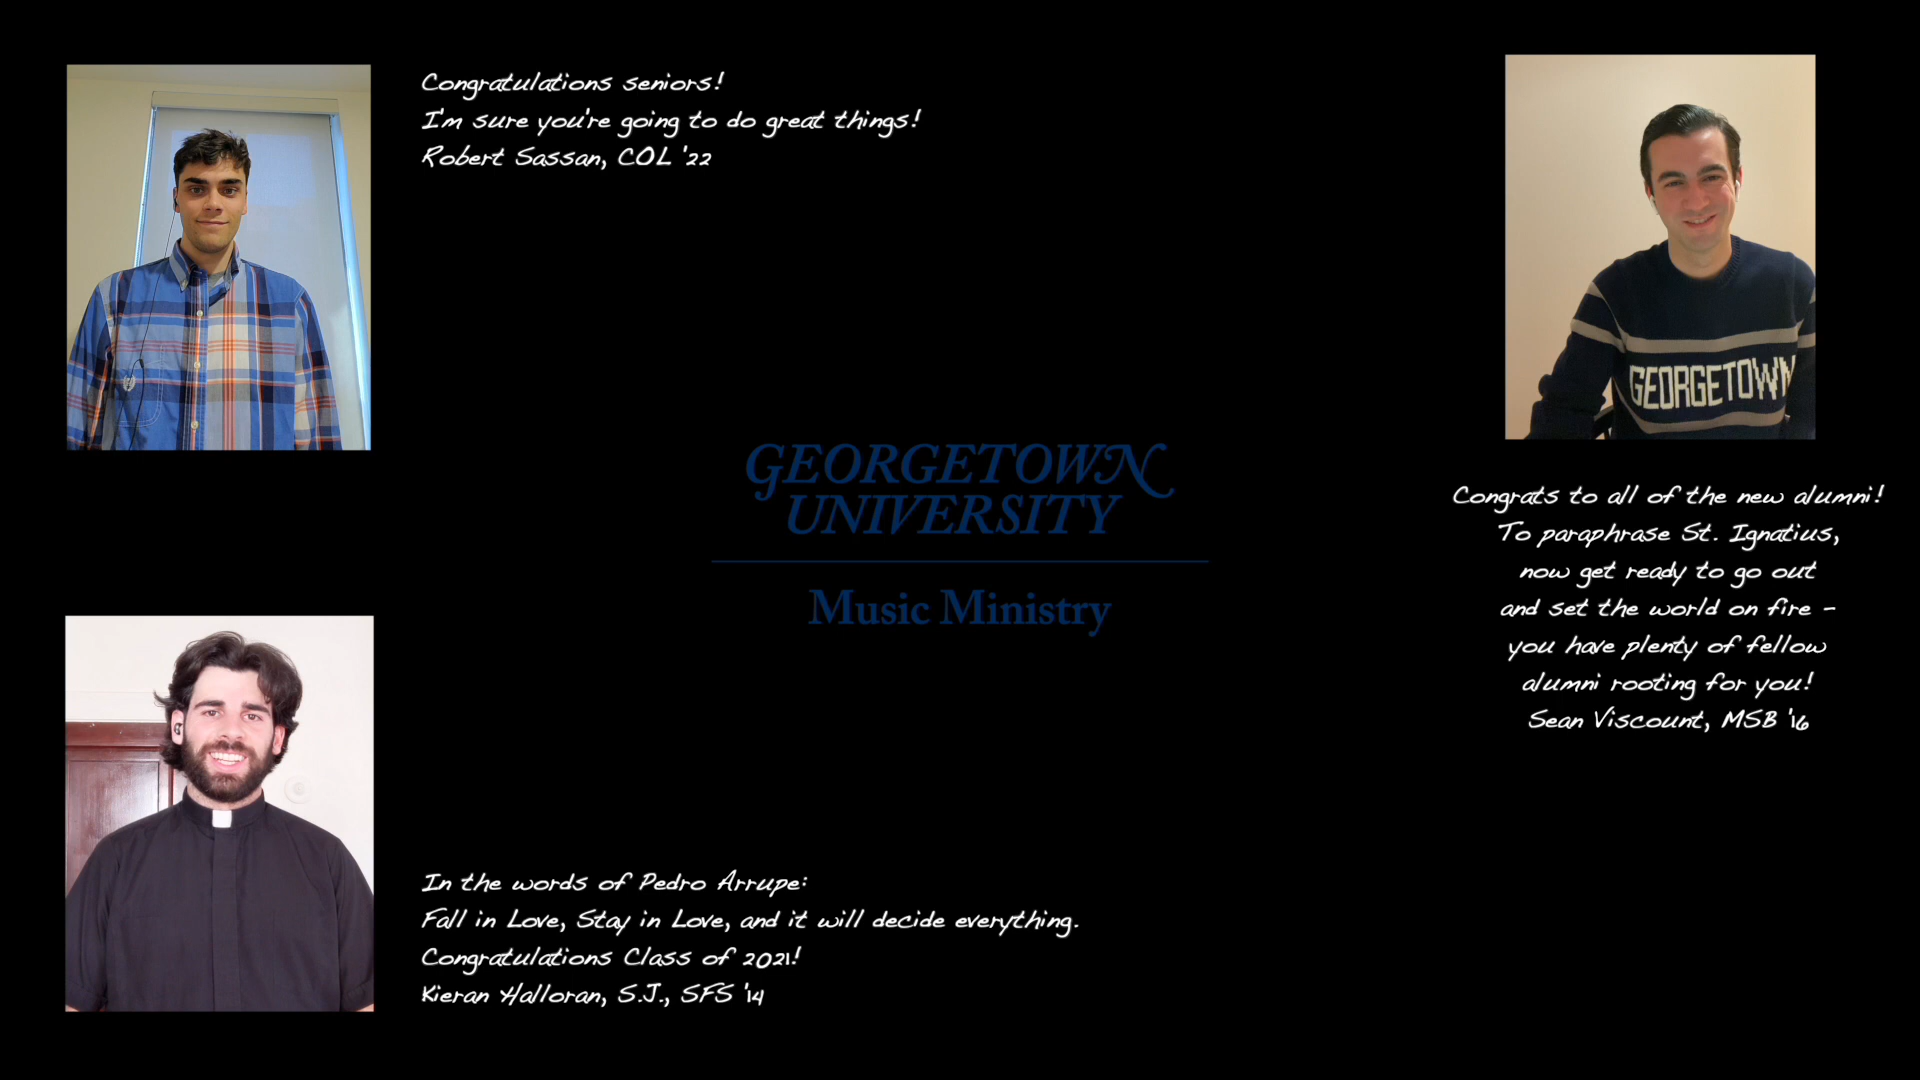 Congratulations seniors!
I'm sure you're going to do great things!
Robert Sassan, COL '22
GEORGETOWN
GEORGETOWN
UNIVERSITY
Music Ministry
Congrats to all of the new alumni!
To paraphrase St. Ignatius,
now get ready to go out
and set the world on fire -
you have plenty of fellow
alumni rooting for you!
Sean Viscount, MSB '16
In the words of Pedro Arrupe:
Fall in Love, Stay in Love, and it will decide everything.
Congratulations Class of 2021!
Kieran Halloran, S.J., SFS '14